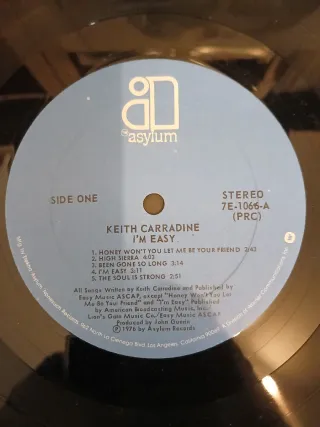 asylum
SIDE ONE
STEREO
7E-1066-A
(PRC)
KEITH CARRADINE
I'M EASY
1. HONEY WON'T YOU LET ME BE YOUR FRIEND 2:43
2. HIGH SIERRA 4:03
3. BEEN GONE SO LONG 3:14
4. I'M EASY 3:11
5. THE SOUL IS STRONG 2:51
All Songs Written by Keith Carradine and Published by
Easy Music ASCAP, except "Honey Won't You Let
Me Be Your Friend" and "I'm Easy" Published
by American Broadcasting Music, Inc.
Lion's Gate Music Co./Easy Music ASCAP
Produced by John Guerin
Ⓟ 1976 by Asylum Records